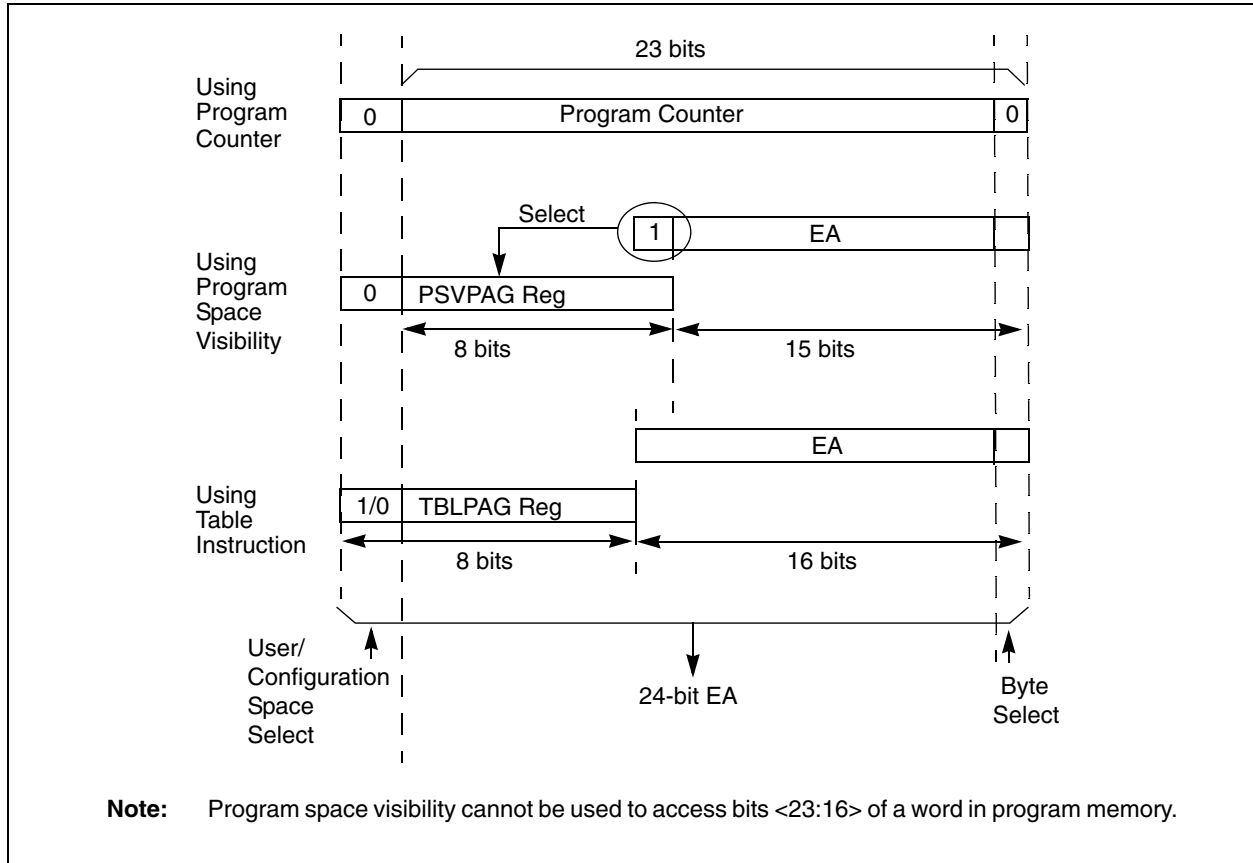 23 bits
Using
Program
Counter
0
Program Counter
0
Select
1
EA
Using
Program
Space
Visibility
0
PSVPAG Reg
8 bits
15 bits
EA
Using
Table
Instruction
1/0
TBLPAG Reg
8 bits
16 bits
User/
Configuration
Space
Select
24-bit EA
Byte
Select
Note: Program space visibility cannot be used to access bits <23:16> of a word in program memory.